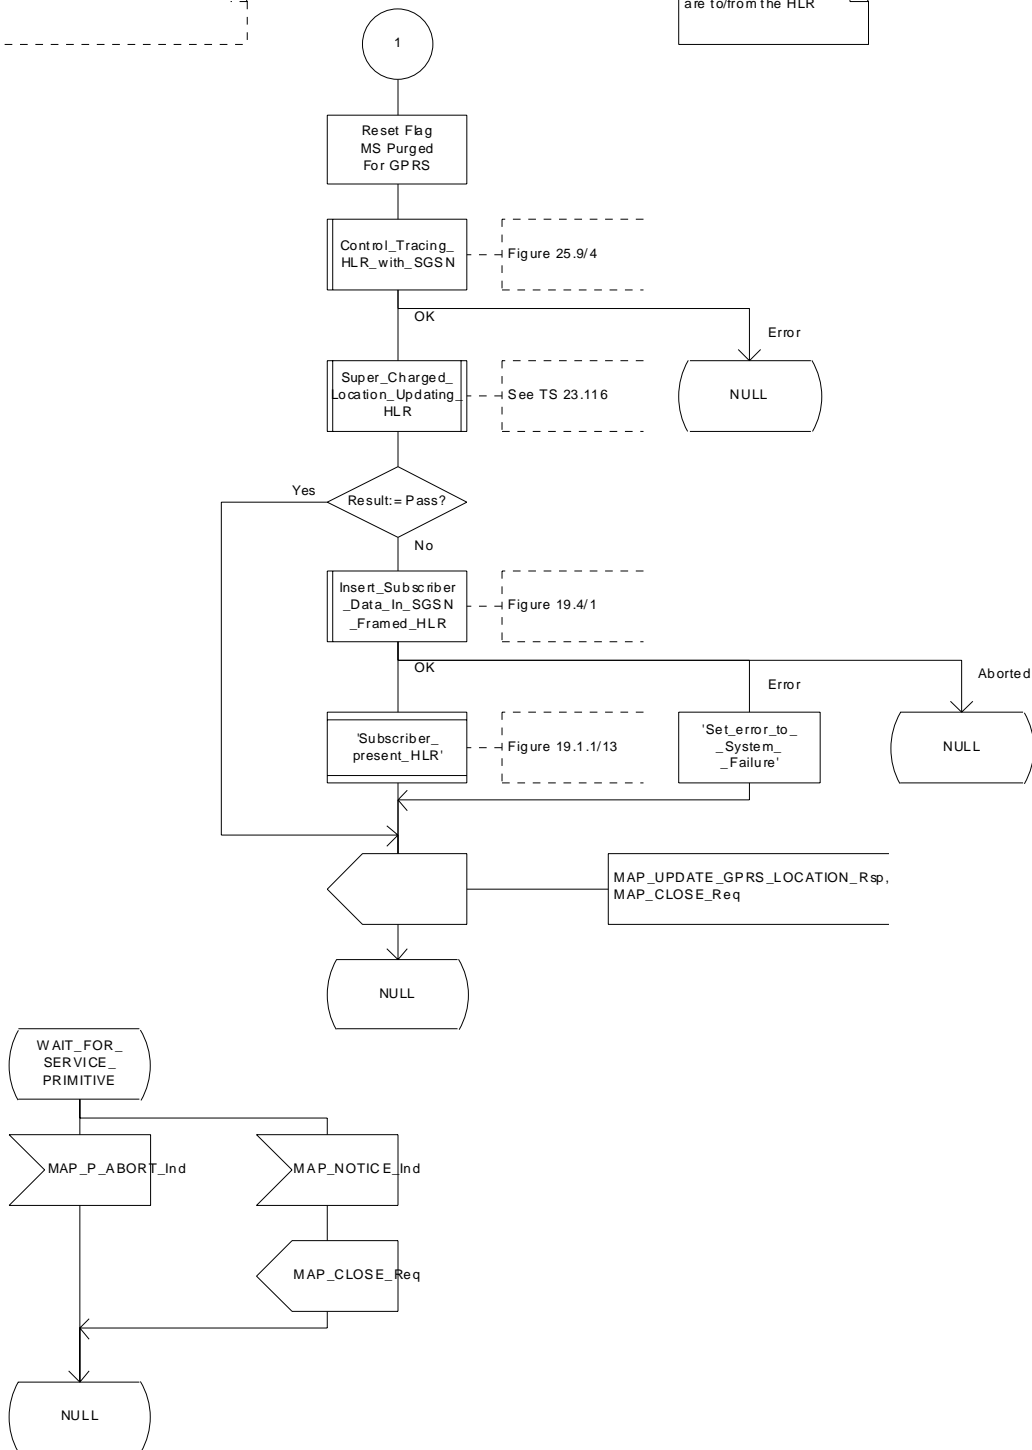 are to/from the HLR
1
Reset Flag
MS Purged
For GPRS
Control_Tracing_
HLR_with_SGSN
Figure 25.9/4
OK
Error
Super_Charged_
Location_Updating_
HLR
See TS 23.116
NULL
Yes
Result:= Pass?
No
Insert_Subscriber
_Data_In_SGSN
_Framed_HLR
Figure 19.4/1
OK
Error
Aborted
'Subscriber_
present_HLR'
Figure 19.1.1/13
'Set_error_to_
_System_
_Failure'
NULL
MAP_UPDATE_GPRS_LOCATION_Rsp,
MAP_CLOSE_Req
NULL
WAIT_FOR_
SERVICE_
PRIMITIVE
MAP_P_ABORT_Ind
MAP_NOTICE_Ind
MAP_CLOSE_Req
NULL